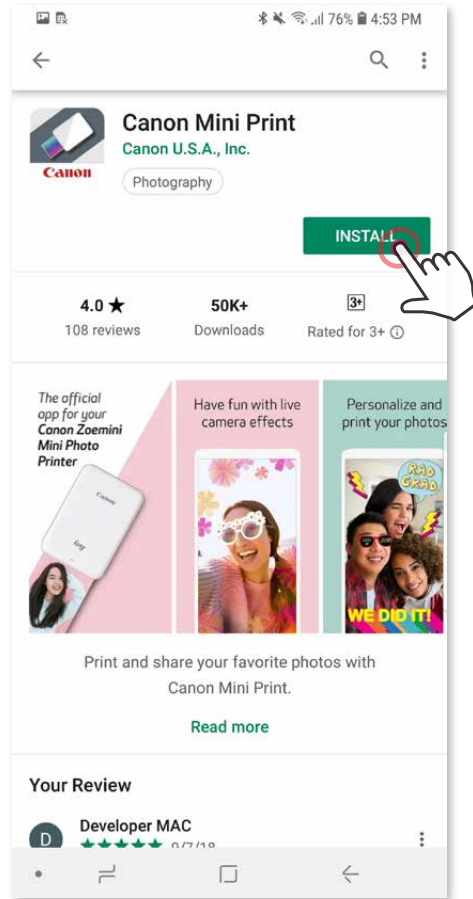 76% 4:53 PM
Canon Mini Print
Canon U.S.A., Inc.
Canon
Photography
INSTALL
4.0 ★
108 reviews
50K+
Downloads
3+
Rated for 3+
The official
app for your
Canon Zoemini
Mini Photo
Printer
Canon
Have fun with live
camera effects
Personalize and
print your photos
RAD
GRAD
WE DID IT!
Print and share your favorite photos with
Canon Mini Print.
Read more
Your Review
D
Developer MAC
★★★★★ 9/7/18